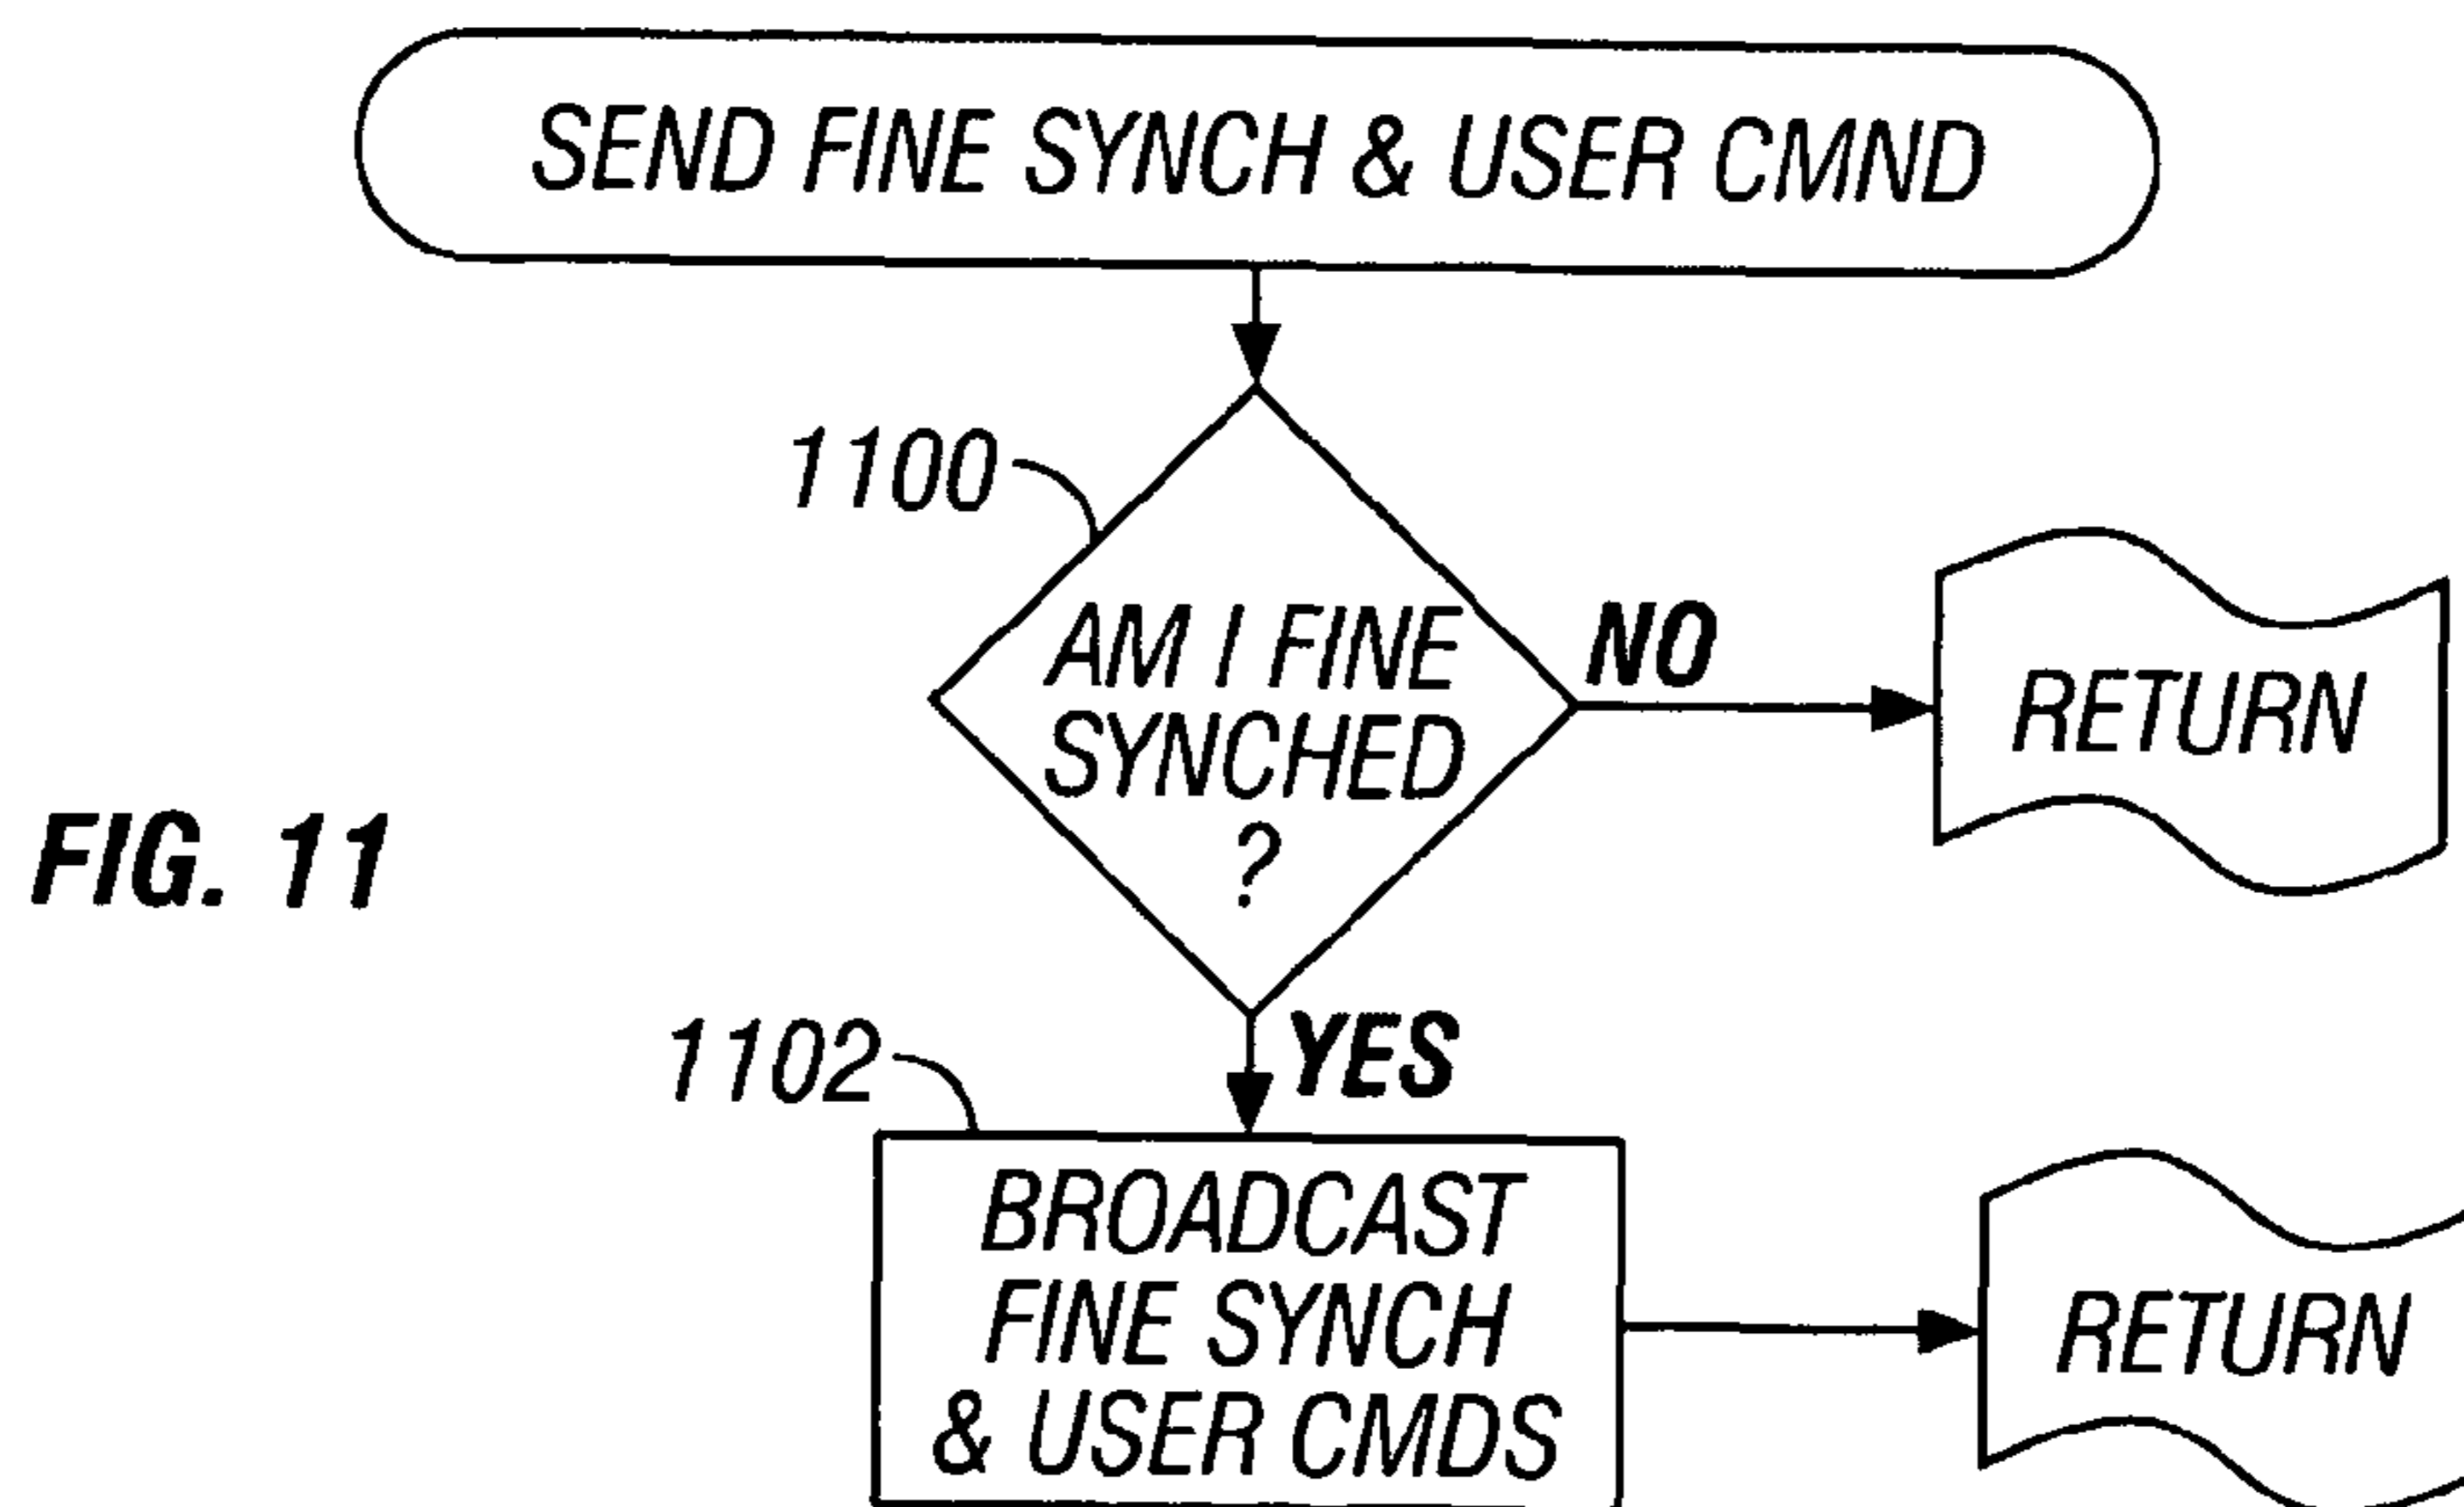 SEND FINE SYNCH & USER CMND
1100
AM I FINE
SYNCHED
?
NO
RETURN
FIG. 11
YES
1102
BROADCAST
FINE SYNCH
& USER CMDS
RETURN